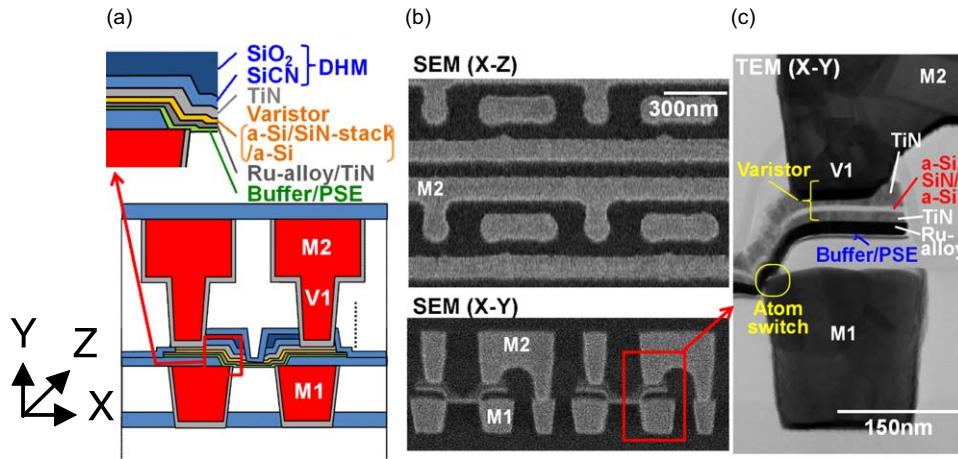 (a)
SiO2
SiCN
DHM
TiN
Varistor
a-Si/SiN-stack
/a-Si
Ru-alloy/TiN
Buffer/PSE
M2
V1
M1
Y
Z
X
(b)
SEM (X-Z)
300nm
M2
SEM (X-Y)
M2
M1
(c)
TEM (X-Y)
M2
V1
TiN
Varistor
a-Si/
SiN/
a-Si
TiN
Ru-
alloy
Buffer/PSE
Atom
switch
M1
150nm